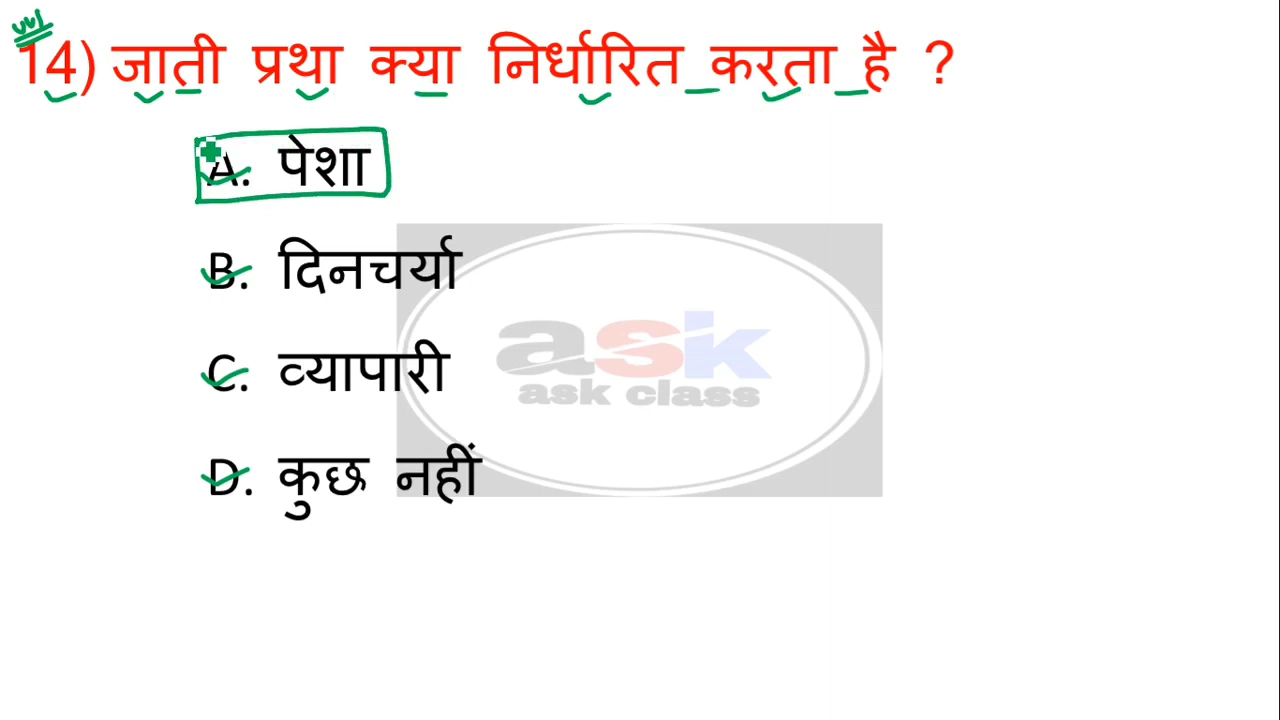 14) जाती प्रथा क्या निर्धारित करता है ?
A. पेशा
B. दिनचर्या
C. व्यापारी
D. कुछ नहीं
ask
ask class